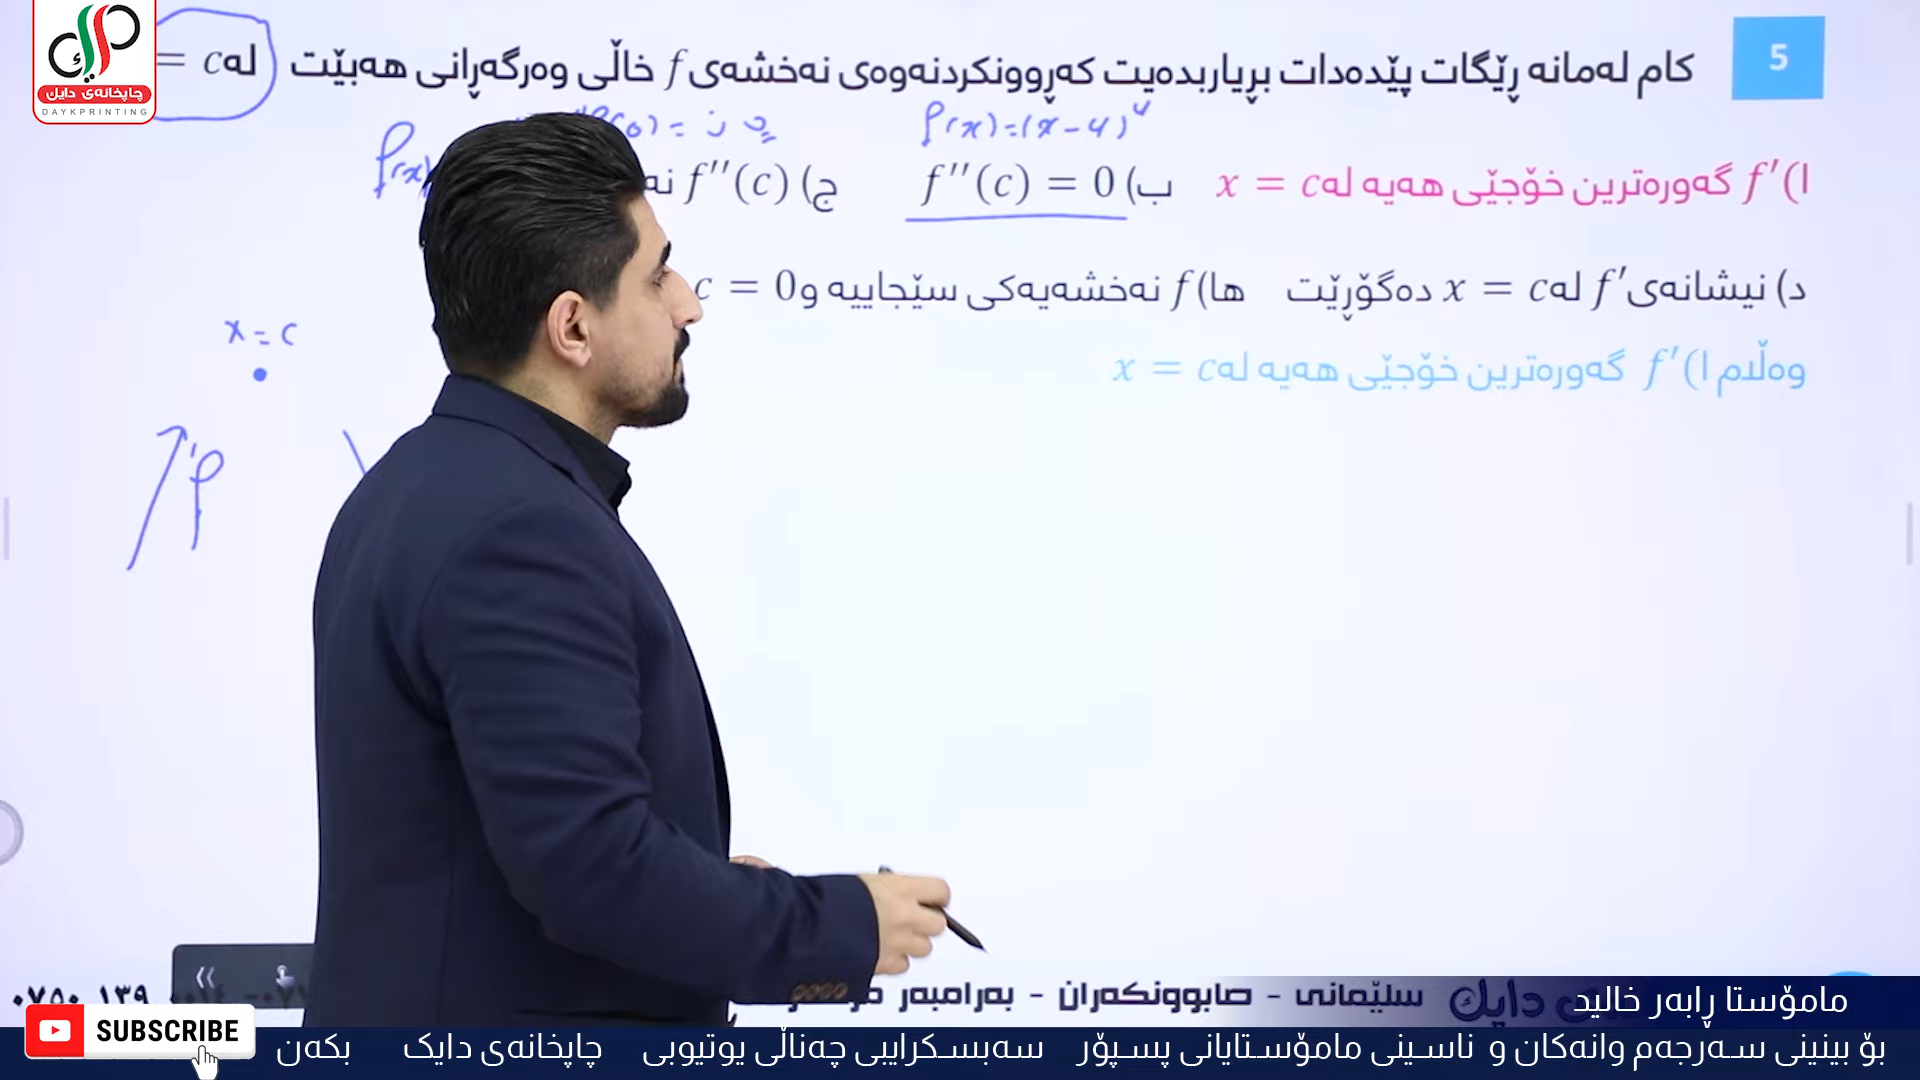 5
کام لەمانە ڕێگات پێدەدات بڕیاربدەیت کەڕوونکردنەوەی نەخشەی f خاڵی وەرگەڕانی هەبێت لە c =
f(x)=(x-4)⁴
ا) f′ گەورەترین خۆجێی هەیە لە x = c ب) f″(c) = 0 ج) f″(c)
د) نیشانەی f′ لە x = c دەگۆڕێت ها) f نەخشەیەکی سێجاییە و c = 0
وەڵام ا) f′ گەورەترین خۆجێی هەیە لە x = c
x = c
f′
چاپخانەی دایك
DAYKPRINTING
سلێمانی - صابوونکەران - بەرامبەر
مامۆستا ڕابەر خالید
SUBSCRIBE
بۆ بینینی سەرجەم وانەکان و ناسینی مامۆستایانی پسپۆر سەبسکرایبی چەناڵی یوتیوبی چاپخانەی دایک بکەن